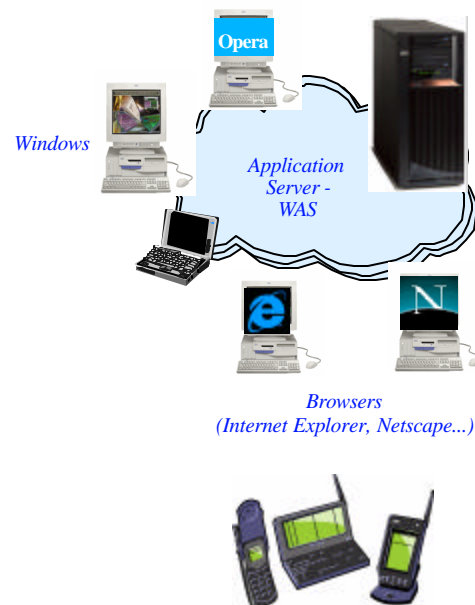 Opera
Windows
Application
Server -
WAS
N
Browsers
(Internet Explorer, Netscape...)